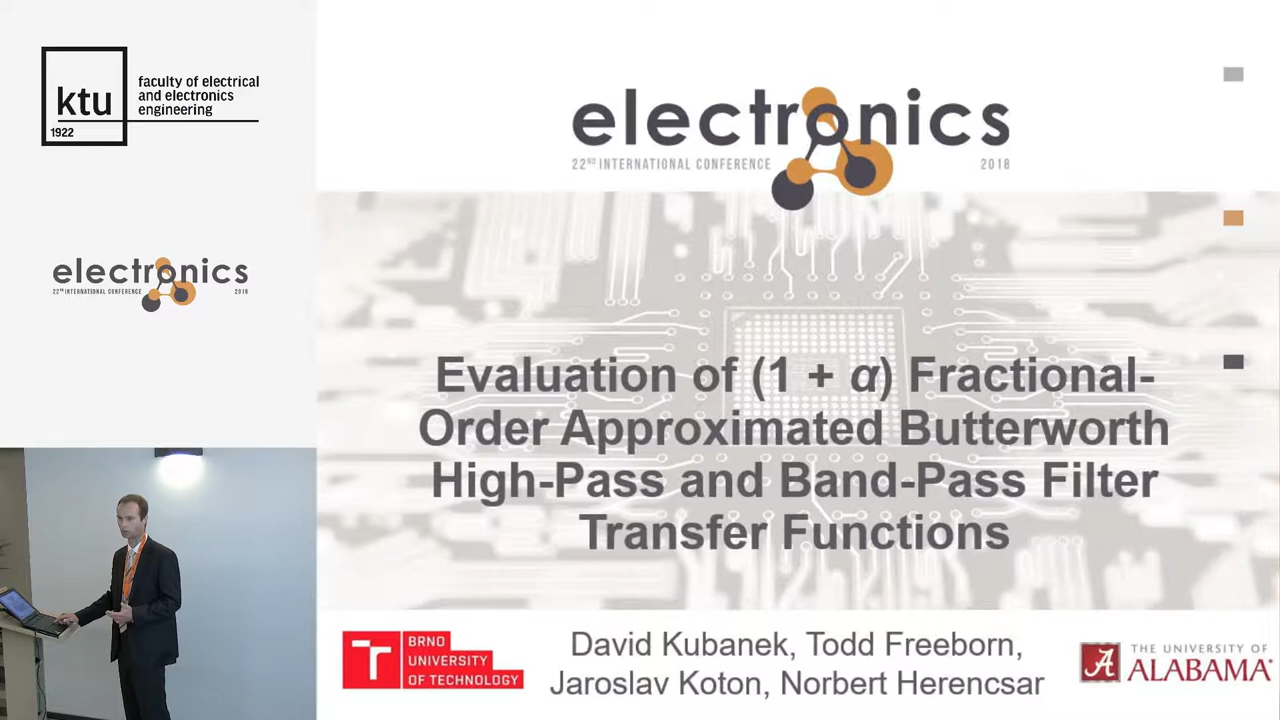 ktu
1922
faculty of electrical
and electronics
engineering
electronics
22ND INTERNATIONAL CONFERENCE 2018
electronics
22ND INTERNATIONAL CONFERENCE 2018
Evaluation of (1 + α) Fractional-
Order Approximated Butterworth
High-Pass and Band-Pass Filter
Transfer Functions
BRNO
UNIVERSITY
OF TECHNOLOGY
David Kubanek, Todd Freeborn,
Jaroslav Koton, Norbert Herencsar
A
THE UNIVERSITY OF
ALABAMA